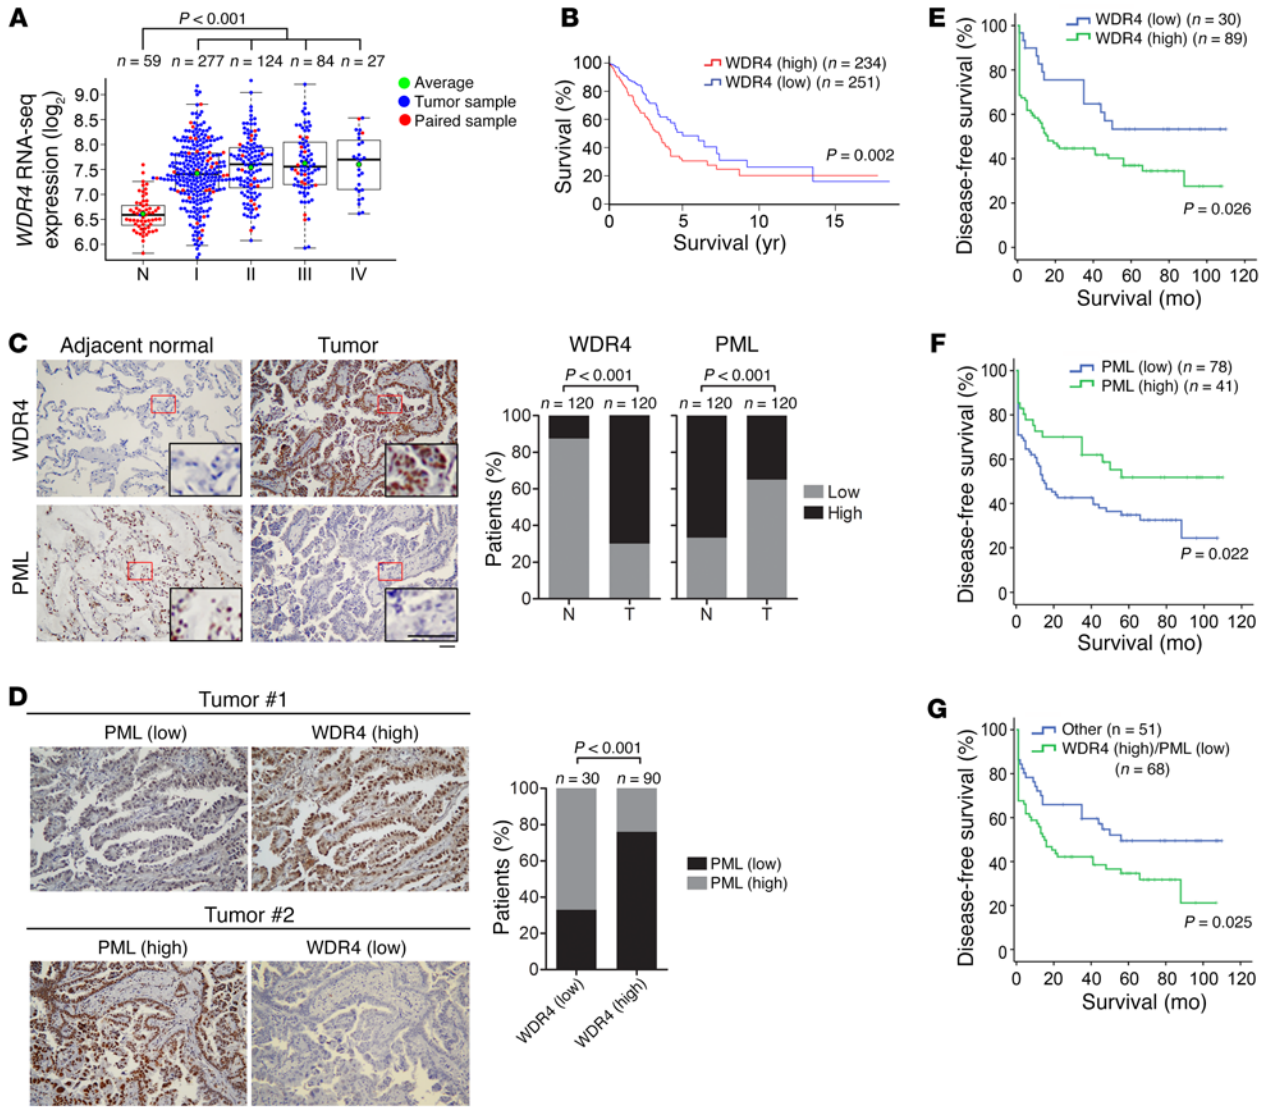 A
P < 0.001
n = 59 n = 277 n = 124 n = 84 n = 27
WDR4 RNA-seq
expression (log2)
9.0
8.5
8.0
7.5
7.0
6.5
6.0
N I II III IV
Average
Tumor sample
Paired sample
B
Survival (%)
100
80
60
40
20
0
0 5 10 15
Survival (yr)
WDR4 (high) (n = 234)
WDR4 (low) (n = 251)
P = 0.002
C
Adjacent normal Tumor
WDR4
PML
WDR4 PML
P < 0.001 P < 0.001
n = 120 n = 120 n = 120 n = 120
Patients (%)
100
80
60
40
20
0
N T N T
Low
High
D
Tumor #1
PML (low) WDR4 (high)
Tumor #2
PML (high) WDR4 (low)
P < 0.001
n = 30 n = 90
Patients (%)
100
80
60
40
20
0
WDR4 (low) WDR4 (high)
PML (low)
PML (high)
E
Disease-free survival (%)
100
80
60
40
20
0
0 20 40 60 80 100 120
Survival (mo)
WDR4 (low) (n = 30)
WDR4 (high) (n = 89)
P = 0.026
F
Disease-free survival (%)
100
80
60
40
20
0
0 20 40 60 80 100 120
Survival (mo)
PML (low) (n = 78)
PML (high) (n = 41)
P = 0.022
G
Disease-free survival (%)
100
80
60
40
20
0
0 20 40 60 80 100 120
Survival (mo)
Other (n = 51)
WDR4 (high)/PML (low)
(n = 68)
P = 0.025